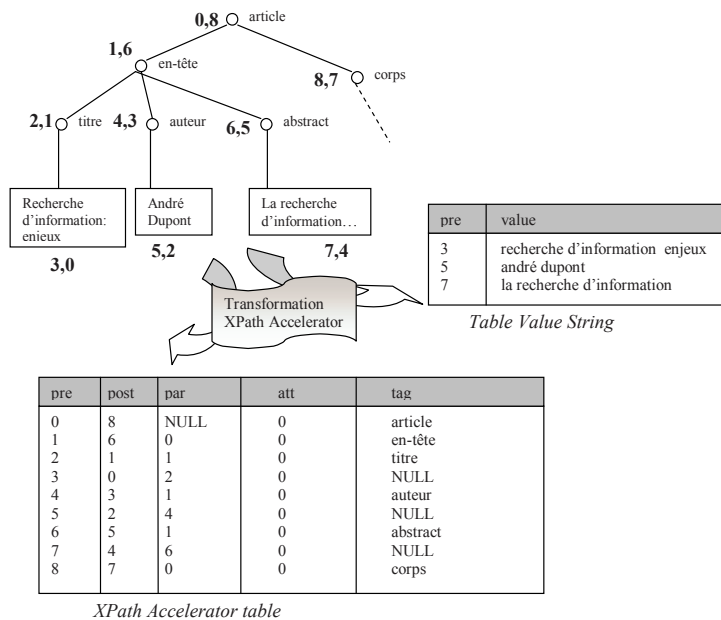 0,8 article
1,6 en-tête
8,7 corps
2,1 titre 4,3 auteur 6,5 abstract
Recherche
d'information:
enjeux
3,0
André
Dupont
5,2
La recherche
d'information…
7,4
Transformation
XPath Accelerator
pre value
3 recherche d'information enjeux
5 andré dupont
7 la recherche d'information
Table Value String
pre post par att tag
0 8 NULL 0 article
1 6 0 0 en-tête
2 1 1 0 titre
3 0 2 0 NULL
4 3 1 0 auteur
5 2 4 0 NULL
6 5 1 0 abstract
7 4 6 0 NULL
8 7 0 0 corps
XPath Accelerator table